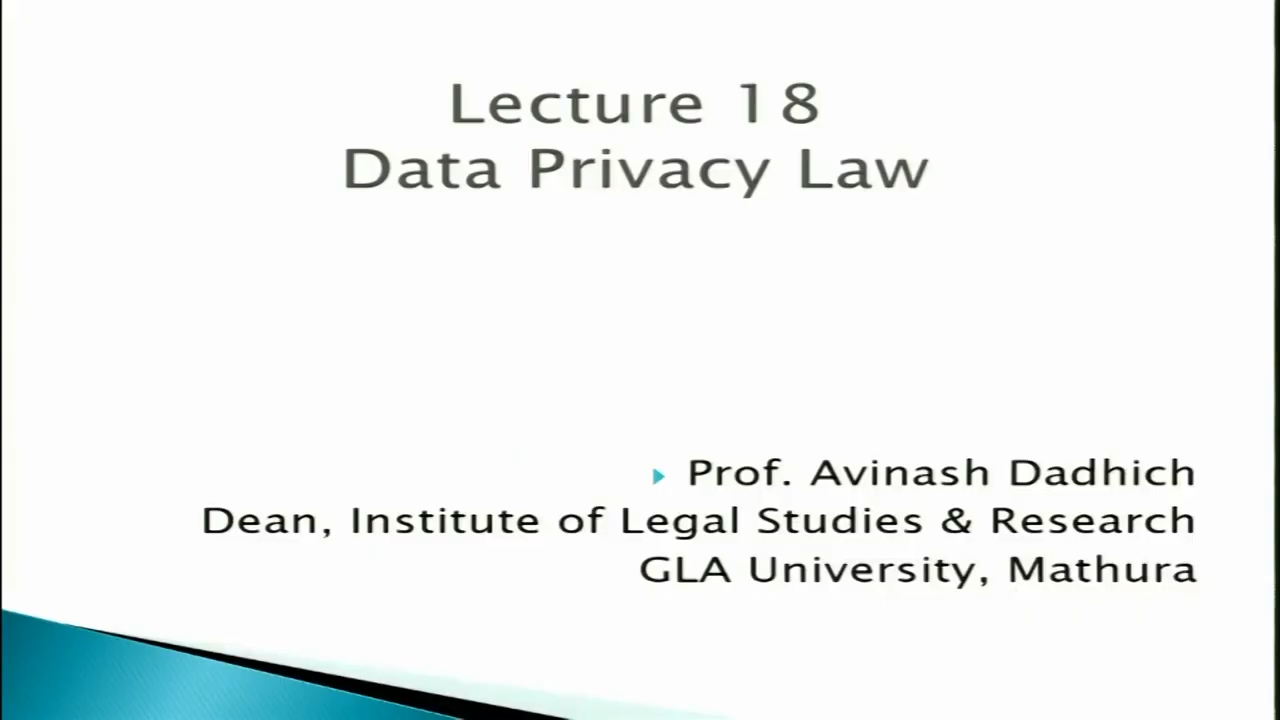 Lecture 18
Data Privacy Law
Prof. Avinash Dadhich
Dean, Institute of Legal Studies & Research
GLA University, Mathura